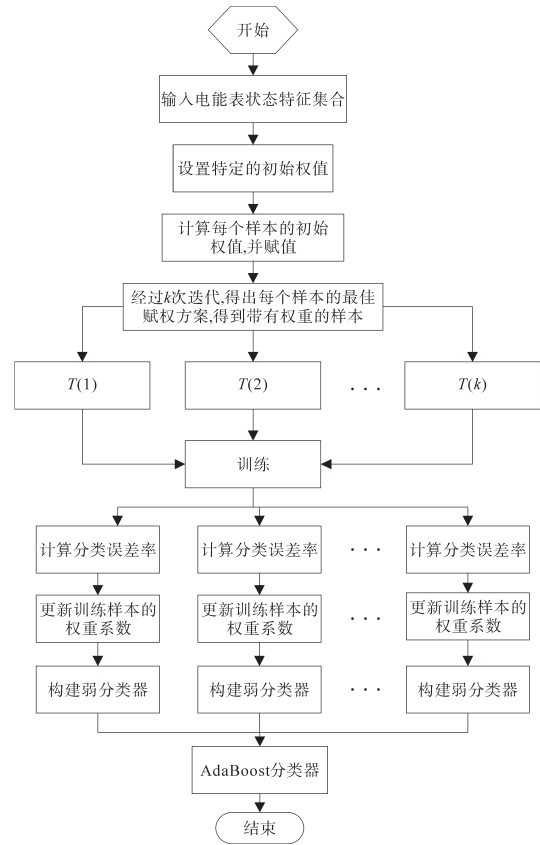 开始
输入电能表状态特征集合
设置特定的初始权值
计算每个样本的初始
权值,并赋值
经过k次迭代,得出每个样本的最佳
赋权方案,得到带有权重的样本
T(1)
T(2)
· · ·
T(k)
训练
计算分类误差率
计算分类误差率
· · ·
计算分类误差率
更新训练样本的
权重系数
更新训练样本的
权重系数
· · ·
更新训练样本的
权重系数
构建弱分类器
构建弱分类器
· · ·
构建弱分类器
AdaBoost分类器
结束